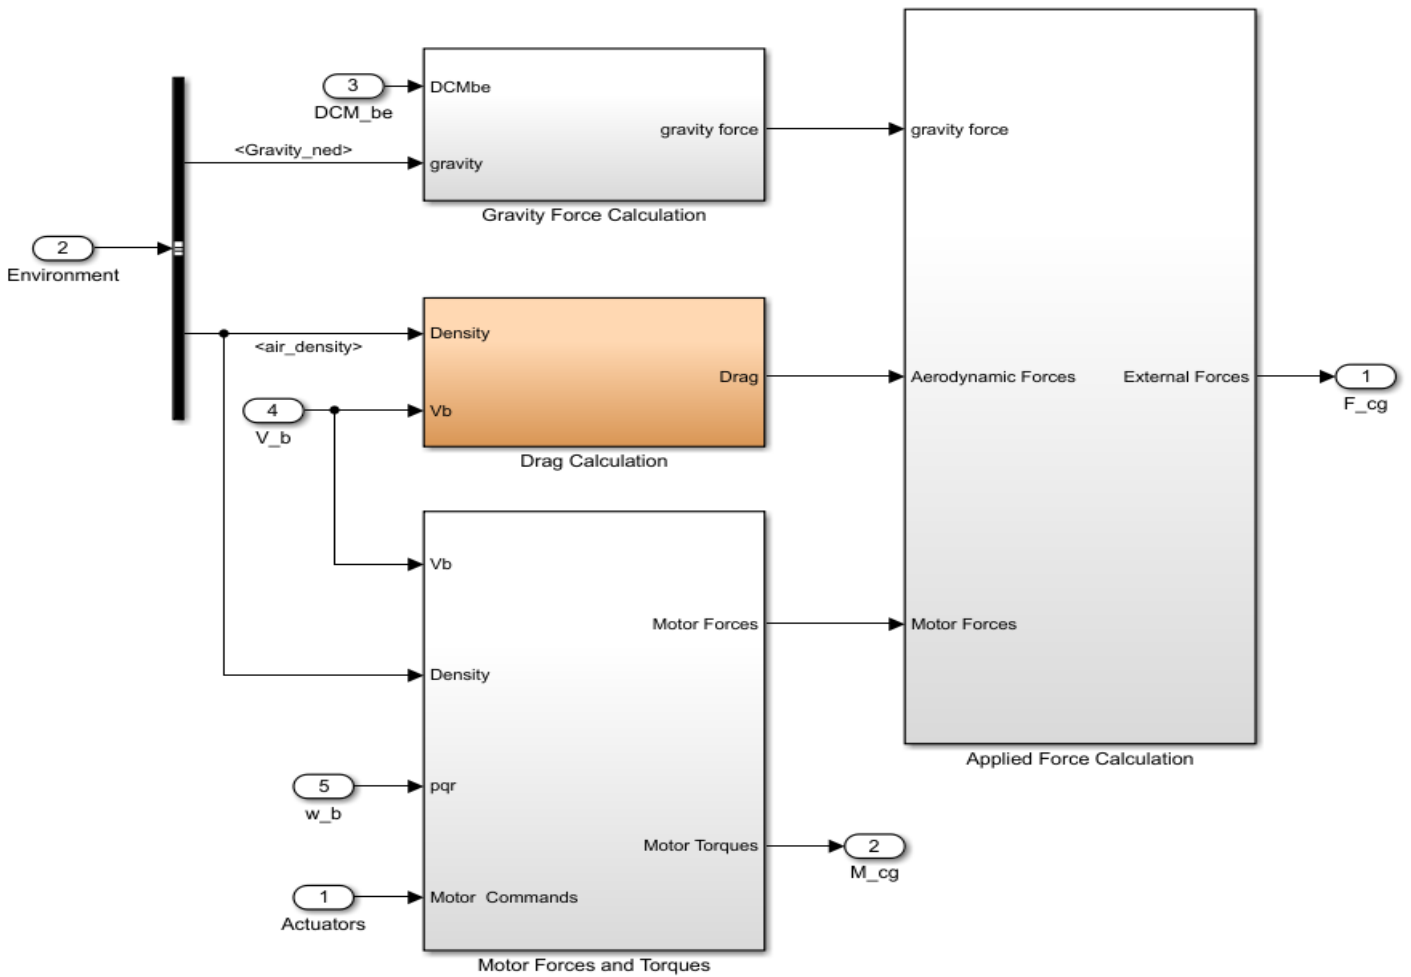 3
DCM_be
DCMbe
<Gravity_ned>
gravity
gravity force
Gravity Force Calculation
2
Environment
<air_density>
Density
4
V_b
Vb
Drag
Drag Calculation
Vb
Density
5
w_b
pqr
1
Actuators
Motor  Commands
Motor Forces
Motor Torques
Motor Forces and Torques
2
M_cg
gravity force
Aerodynamic Forces
External Forces
Motor Forces
Applied Force Calculation
1
F_cg